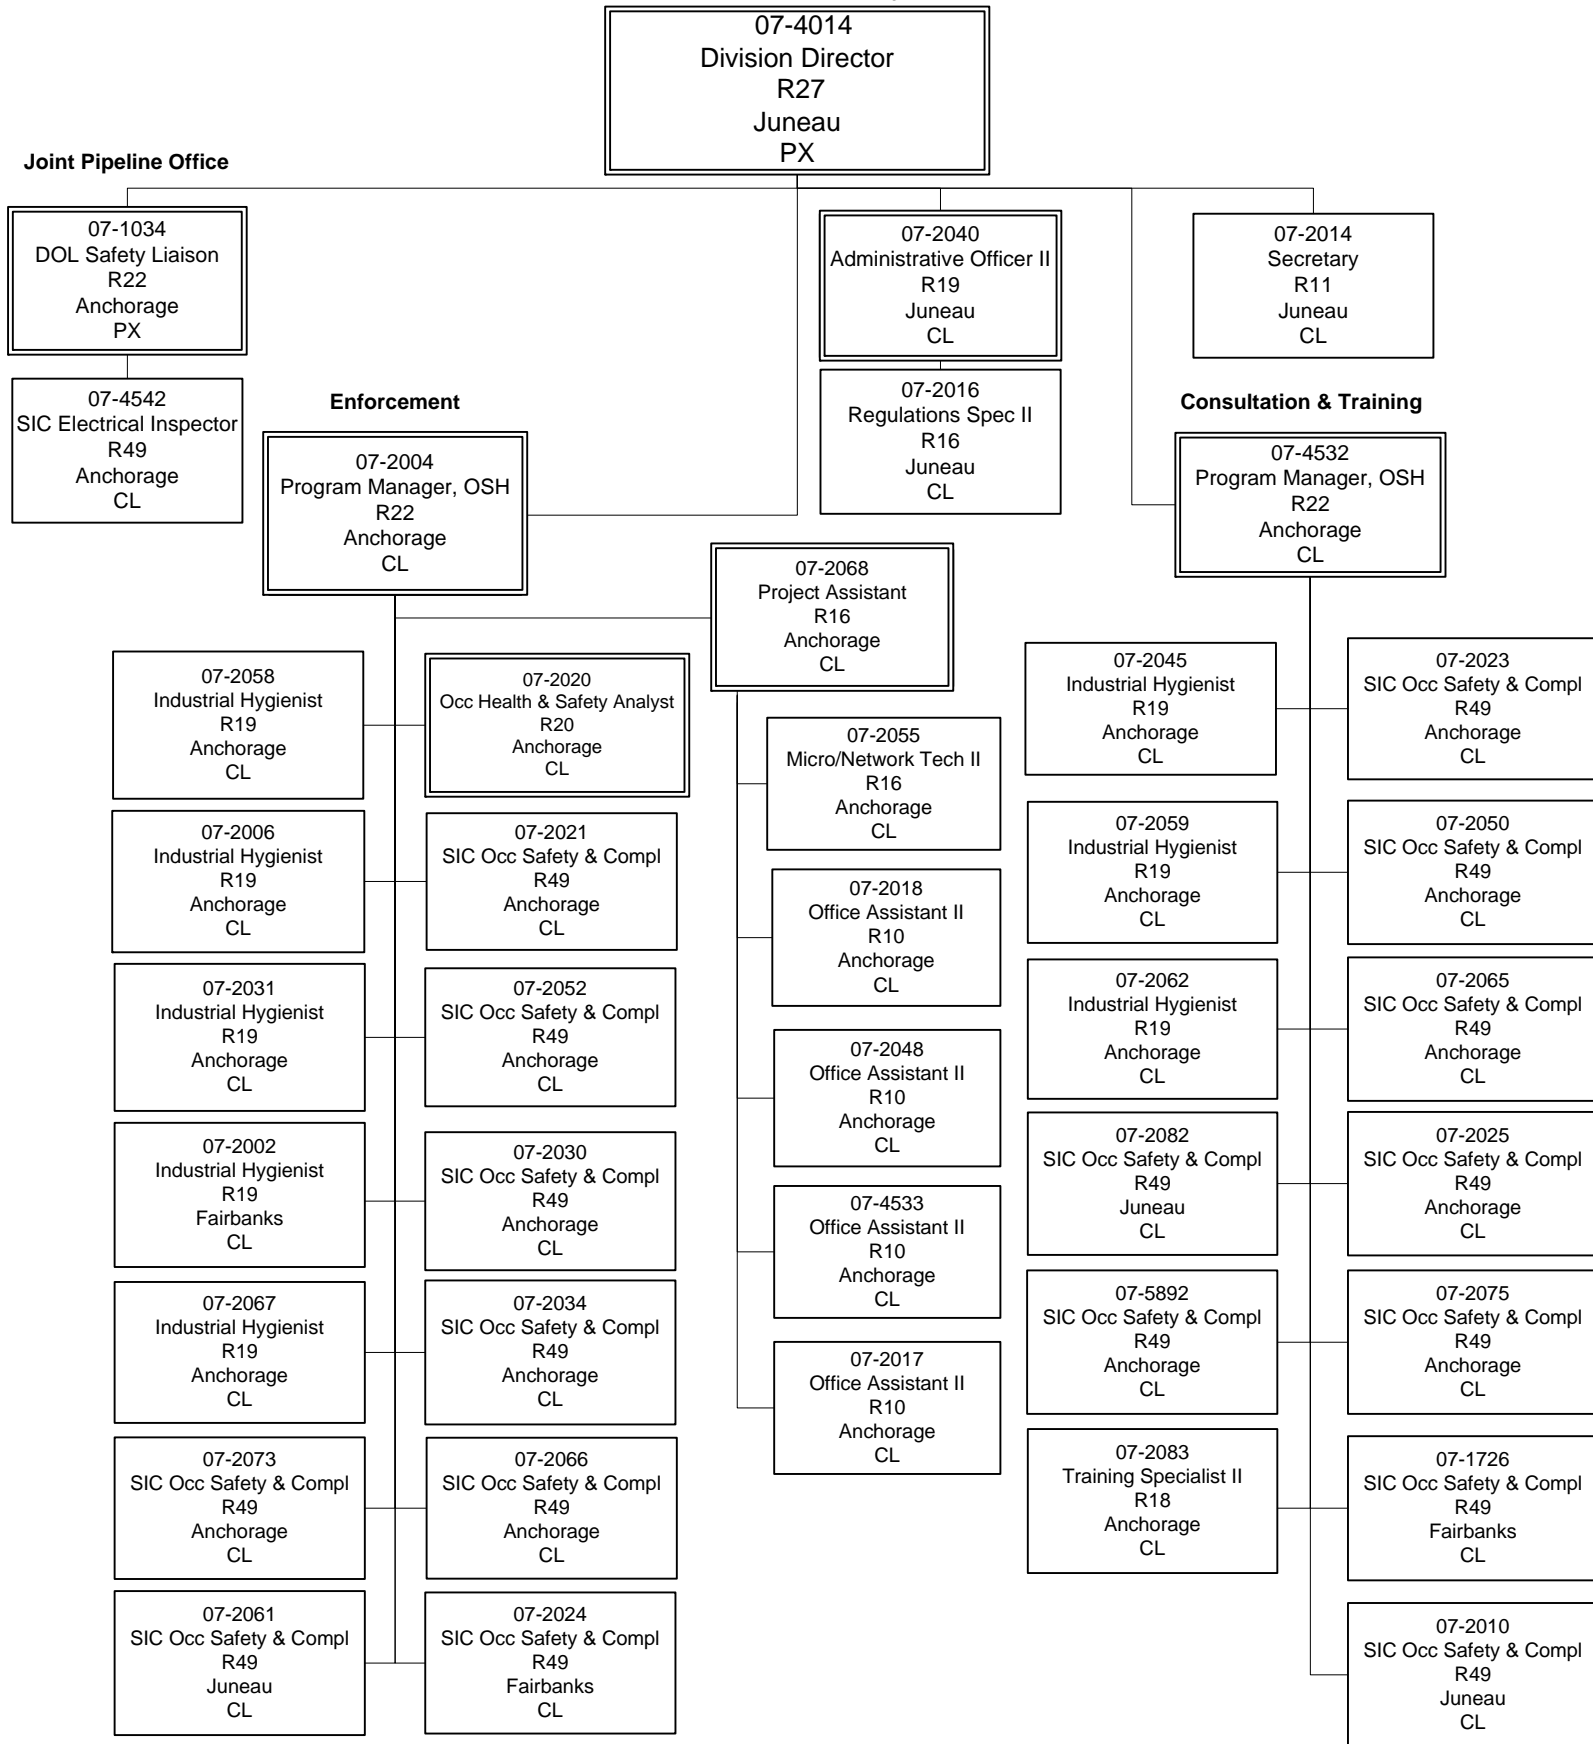 07-4014
Division Director
R27
Juneau
PX
Joint Pipeline Office
07-1034
DOL Safety Liaison
R22
Anchorage
PX
07-2040
Administrative Officer II
R19
Juneau
CL
07-2014
Secretary
R11
Juneau
CL
07-4542
SIC Electrical Inspector
R49
Anchorage
CL
Enforcement
07-2004
Program Manager, OSH
R22
Anchorage
CL
07-2016
Regulations Spec II
R16
Juneau
CL
Consultation & Training
07-4532
Program Manager, OSH
R22
Anchorage
CL
07-2068
Project Assistant
R16
Anchorage
CL
07-2058
Industrial Hygienist
R19
Anchorage
CL
07-2020
Occ Health & Safety Analyst
R20
Anchorage
CL
07-2006
Industrial Hygienist
R19
Anchorage
CL
07-2021
SIC Occ Safety & Compl
R49
Anchorage
CL
07-2031
Industrial Hygienist
R19
Anchorage
CL
07-2052
SIC Occ Safety & Compl
R49
Anchorage
CL
07-2002
Industrial Hygienist
R19
Fairbanks
CL
07-2030
SIC Occ Safety & Compl
R49
Anchorage
CL
07-2067
Industrial Hygienist
R19
Anchorage
CL
07-2034
SIC Occ Safety & Compl
R49
Anchorage
CL
07-2073
SIC Occ Safety & Compl
R49
Anchorage
CL
07-2066
SIC Occ Safety & Compl
R49
Anchorage
CL
07-2061
SIC Occ Safety & Compl
R49
Juneau
CL
07-2024
SIC Occ Safety & Compl
R49
Fairbanks
CL
07-2055
Micro/Network Tech II
R16
Anchorage
CL
07-2018
Office Assistant II
R10
Anchorage
CL
07-2048
Office Assistant II
R10
Anchorage
CL
07-4533
Office Assistant II
R10
Anchorage
CL
07-2017
Office Assistant II
R10
Anchorage
CL
07-2045
Industrial Hygienist
R19
Anchorage
CL
07-2023
SIC Occ Safety & Compl
R49
Anchorage
CL
07-2059
Industrial Hygienist
R19
Anchorage
CL
07-2050
SIC Occ Safety & Compl
R49
Anchorage
CL
07-2062
Industrial Hygienist
R19
Anchorage
CL
07-2065
SIC Occ Safety & Compl
R49
Anchorage
CL
07-2082
SIC Occ Safety & Compl
R49
Juneau
CL
07-2025
SIC Occ Safety & Compl
R49
Anchorage
CL
07-5892
SIC Occ Safety & Compl
R49
Anchorage
CL
07-2075
SIC Occ Safety & Compl
R49
Anchorage
CL
07-2083
Training Specialist II
R18
Anchorage
CL
07-1726
SIC Occ Safety & Compl
R49
Fairbanks
CL
07-2010
SIC Occ Safety & Compl
R49
Juneau
CL